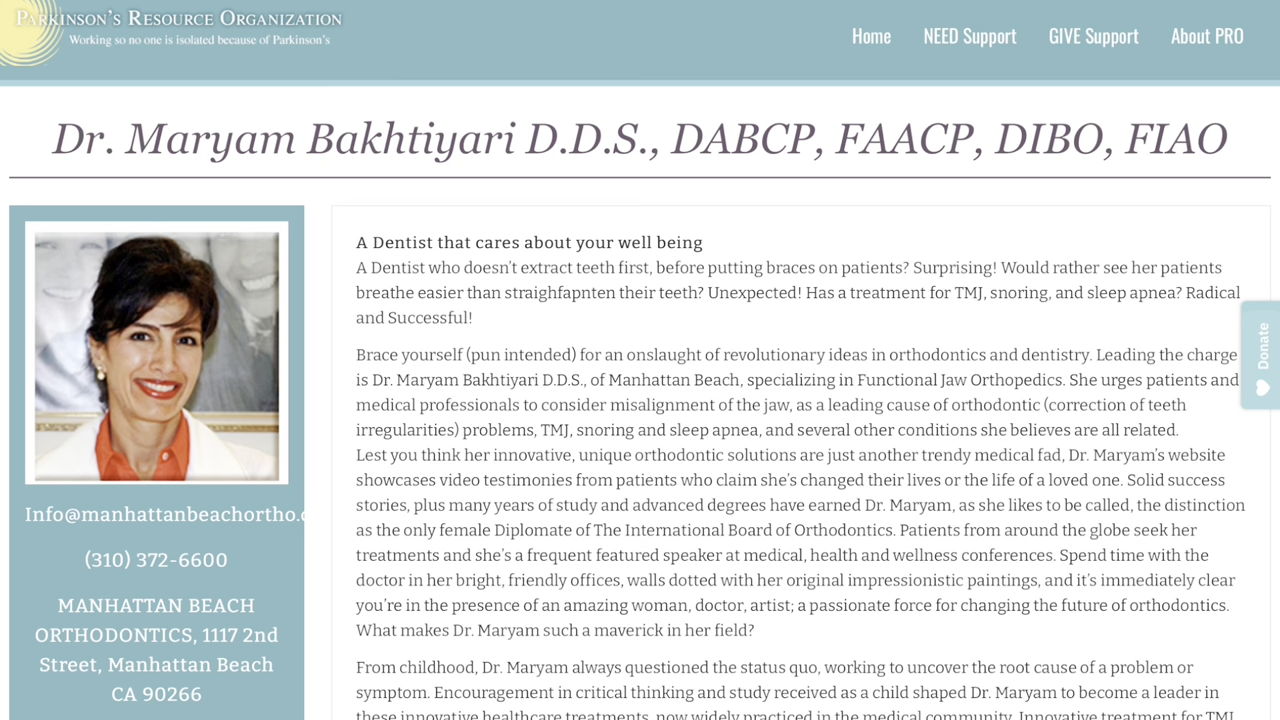 PARKINSON'S RESOURCE ORGANIZATION
Working so no one is isolated because of Parkinson's
Home NEED Support GIVE Support About PRO
Dr. Maryam Bakhtiyari D.D.S., DABCP, FAACP, DIBO, FIAO
Info@manhattanbeachortho.c
(310) 372-6600
MANHATTAN BEACH
ORTHODONTICS, 1117 2nd
Street, Manhattan Beach
CA 90266
A Dentist that cares about your well being
A Dentist who doesn't extract teeth first, before putting braces on patients? Surprising! Would rather see her patients
breathe easier than straighfapnten their teeth? Unexpected! Has a treatment for TMJ, snoring, and sleep apnea? Radical
and Successful!
Brace yourself (pun intended) for an onslaught of revolutionary ideas in orthodontics and dentistry. Leading the charge
is Dr. Maryam Bakhtiyari D.D.S., of Manhattan Beach, specializing in Functional Jaw Orthopedics. She urges patients and
medical professionals to consider misalignment of the jaw, as a leading cause of orthodontic (correction of teeth
irregularities) problems, TMJ, snoring and sleep apnea, and several other conditions she believes are all related.
Lest you think her innovative, unique orthodontic solutions are just another trendy medical fad, Dr. Maryam's website
showcases video testimonies from patients who claim she's changed their lives or the life of a loved one. Solid success
stories, plus many years of study and advanced degrees have earned Dr. Maryam, as she likes to be called, the distinction
as the only female Diplomate of The International Board of Orthodontics. Patients from around the globe seek her
treatments and she's a frequent featured speaker at medical, health and wellness conferences. Spend time with the
doctor in her bright, friendly offices, walls dotted with her original impressionistic paintings, and it's immediately clear
you're in the presence of an amazing woman, doctor, artist; a passionate force for changing the future of orthodontics.
What makes Dr. Maryam such a maverick in her field?
From childhood, Dr. Maryam always questioned the status quo, working to uncover the root cause of a problem or
symptom. Encouragement in critical thinking and study received as a child shaped Dr. Maryam to become a leader in
these innovative healthcare treatments, now widely practiced in the medical community. Innovative treatment for TMJ,
Donate